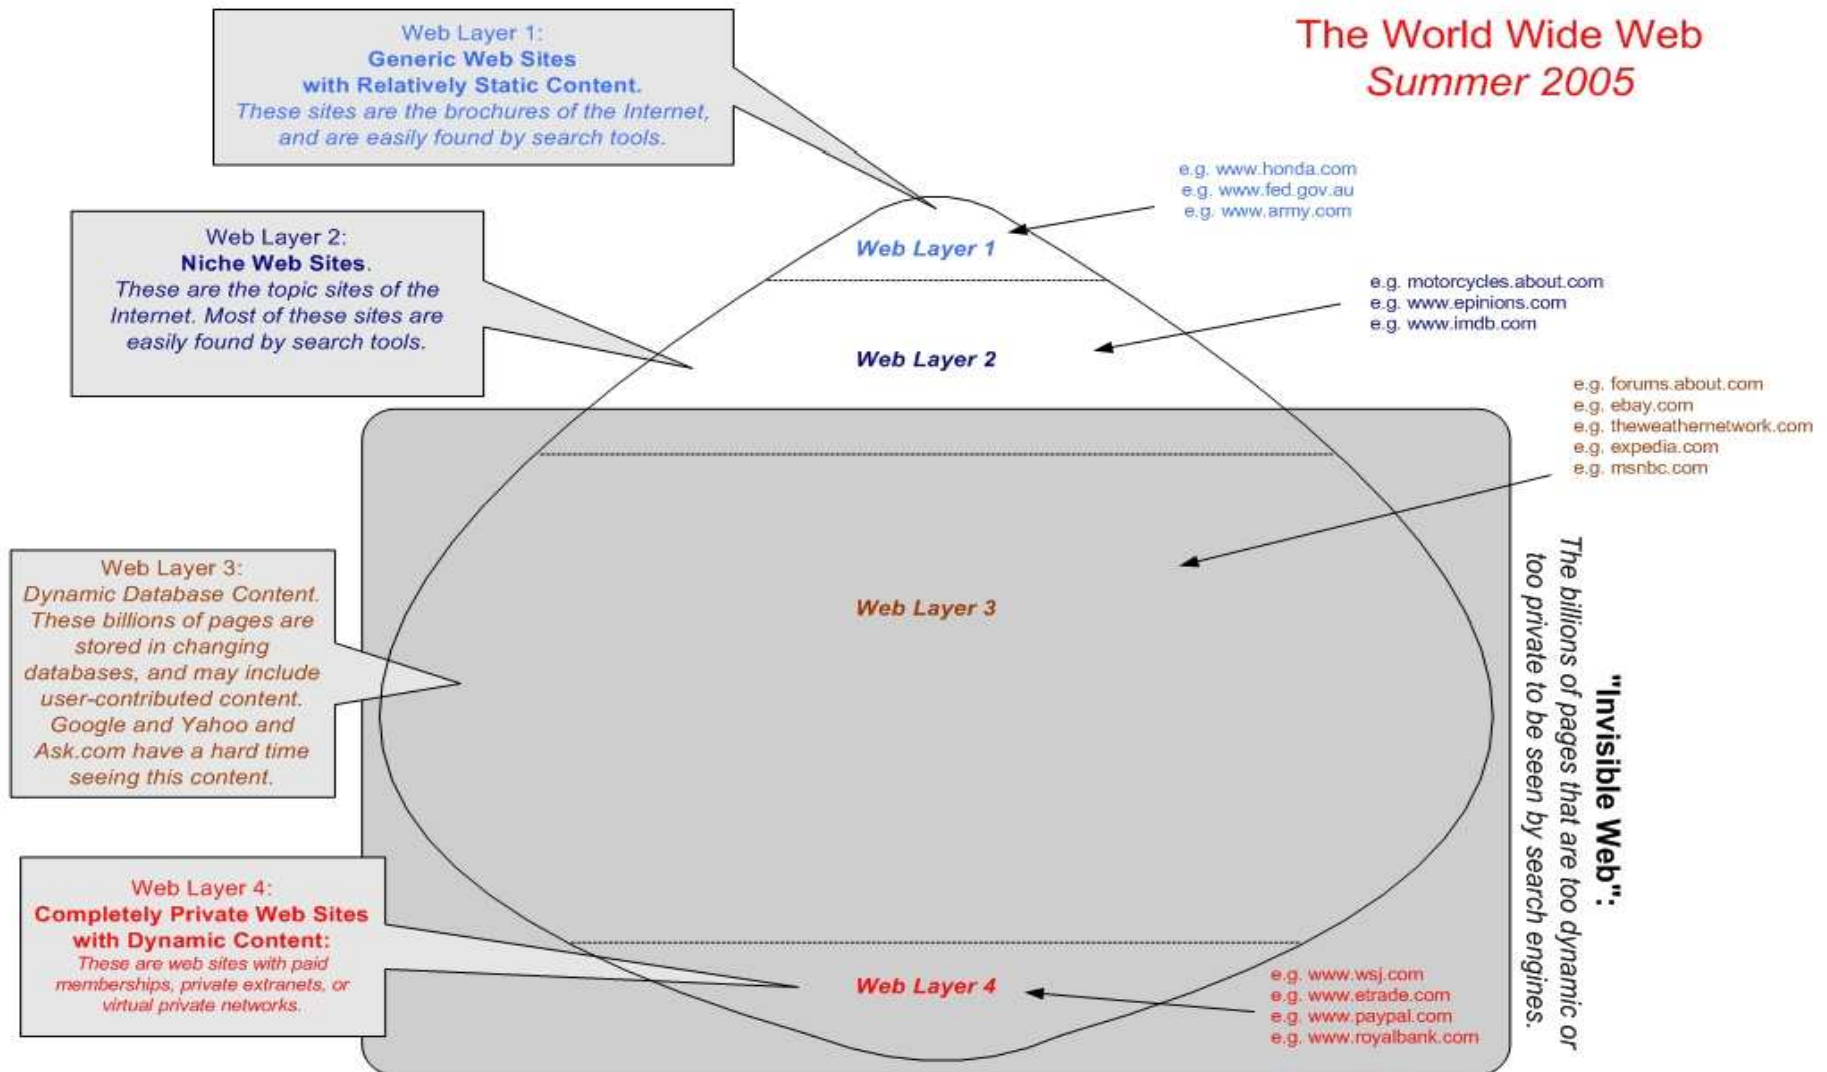 The World Wide Web
Summer 2005
Web Layer 1:
Generic Web Sites
with Relatively Static Content.
These sites are the brochures of the Internet,
and are easily found by search tools.
e.g. www.honda.com
e.g. www.fed.gov.au
e.g. www.army.com
Web Layer 1
Web Layer 2:
Niche Web Sites.
These are the topic sites of the
Internet. Most of these sites are
easily found by search tools.
e.g. motorcycles.about.com
e.g. www.epinions.com
e.g. www.imdb.com
Web Layer 2
e.g. forums.about.com
e.g. ebay.com
e.g. theweathernetwork.com
e.g. expedia.com
e.g. msnbc.com
Web Layer 3:
Dynamic Database Content.
These billions of pages are
stored in changing
databases, and may include
user-contributed content.
Google and Yahoo and
Ask.com have a hard time
seeing this content.
Web Layer 3
"Invisible Web":
The billions of pages that are too dynamic or
too private to be seen by search engines.
Web Layer 4:
Completely Private Web Sites
with Dynamic Content:
These are web sites with paid
memberships, private extranets, or
virtual private networks.
Web Layer 4
e.g. www.wsj.com
e.g. www.etrade.com
e.g. www.paypal.com
e.g. www.royalbank.com